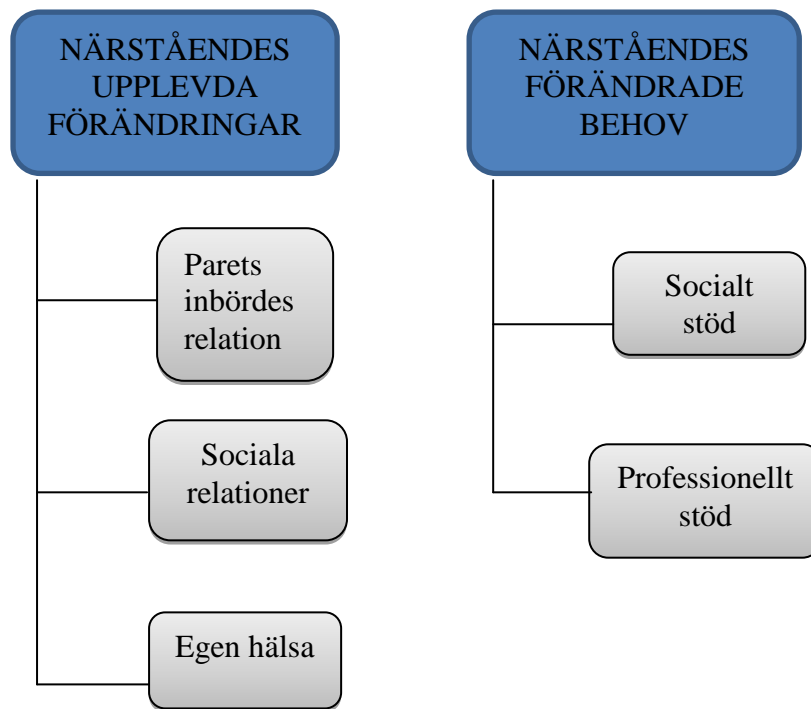 NÄRSTÅENDES
UPPLEVDA
FÖRÄNDRINGAR
Parets
inbördes
relation
Sociala
relationer
Egen hälsa
NÄRSTÅENDES
FÖRÄNDRADE
BEHOV
Socialt
stöd
Professionellt
stöd